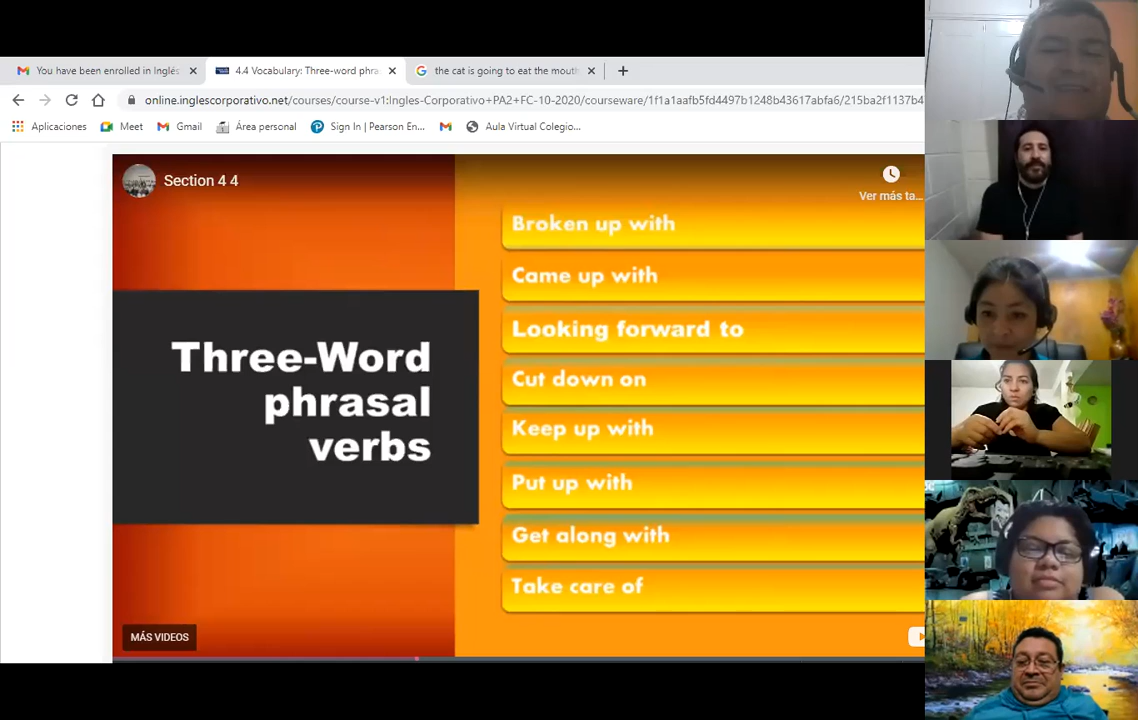 You have been enrolled in Inglés
4.4 Vocabulary: Three-word phra
the cat is going to eat the mouth
online.inglescorporativo.net/courses/course-v1:Ingles-Corporativo+PA2+FC-10-2020/courseware/1f1a1aafb5fd4497b1248b43617abfa6/215ba2f1137b4
Aplicaciones
Meet
Gmail
Área personal
Sign In | Pearson En...
Aula Virtual Colegio...
Section 4 4
Ver más ta...
Three-Word
phrasal
verbs
Broken up with
Came up with
Looking forward to
Cut down on
Keep up with
Put up with
Get along with
Take care of
MÁS VIDEOS